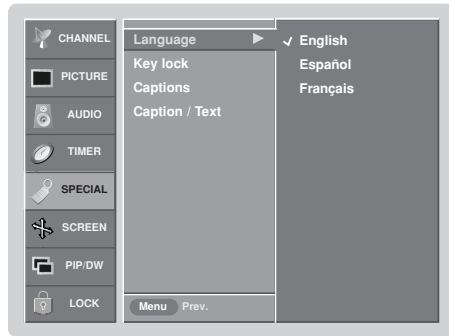 CHANNEL
PICTURE
AUDIO
TIMER
SPECIAL
SCREEN
PIP/DW
LOCK
Language
Key lock
Captions
Caption / Text
Menu Prev.
English
Español
Français